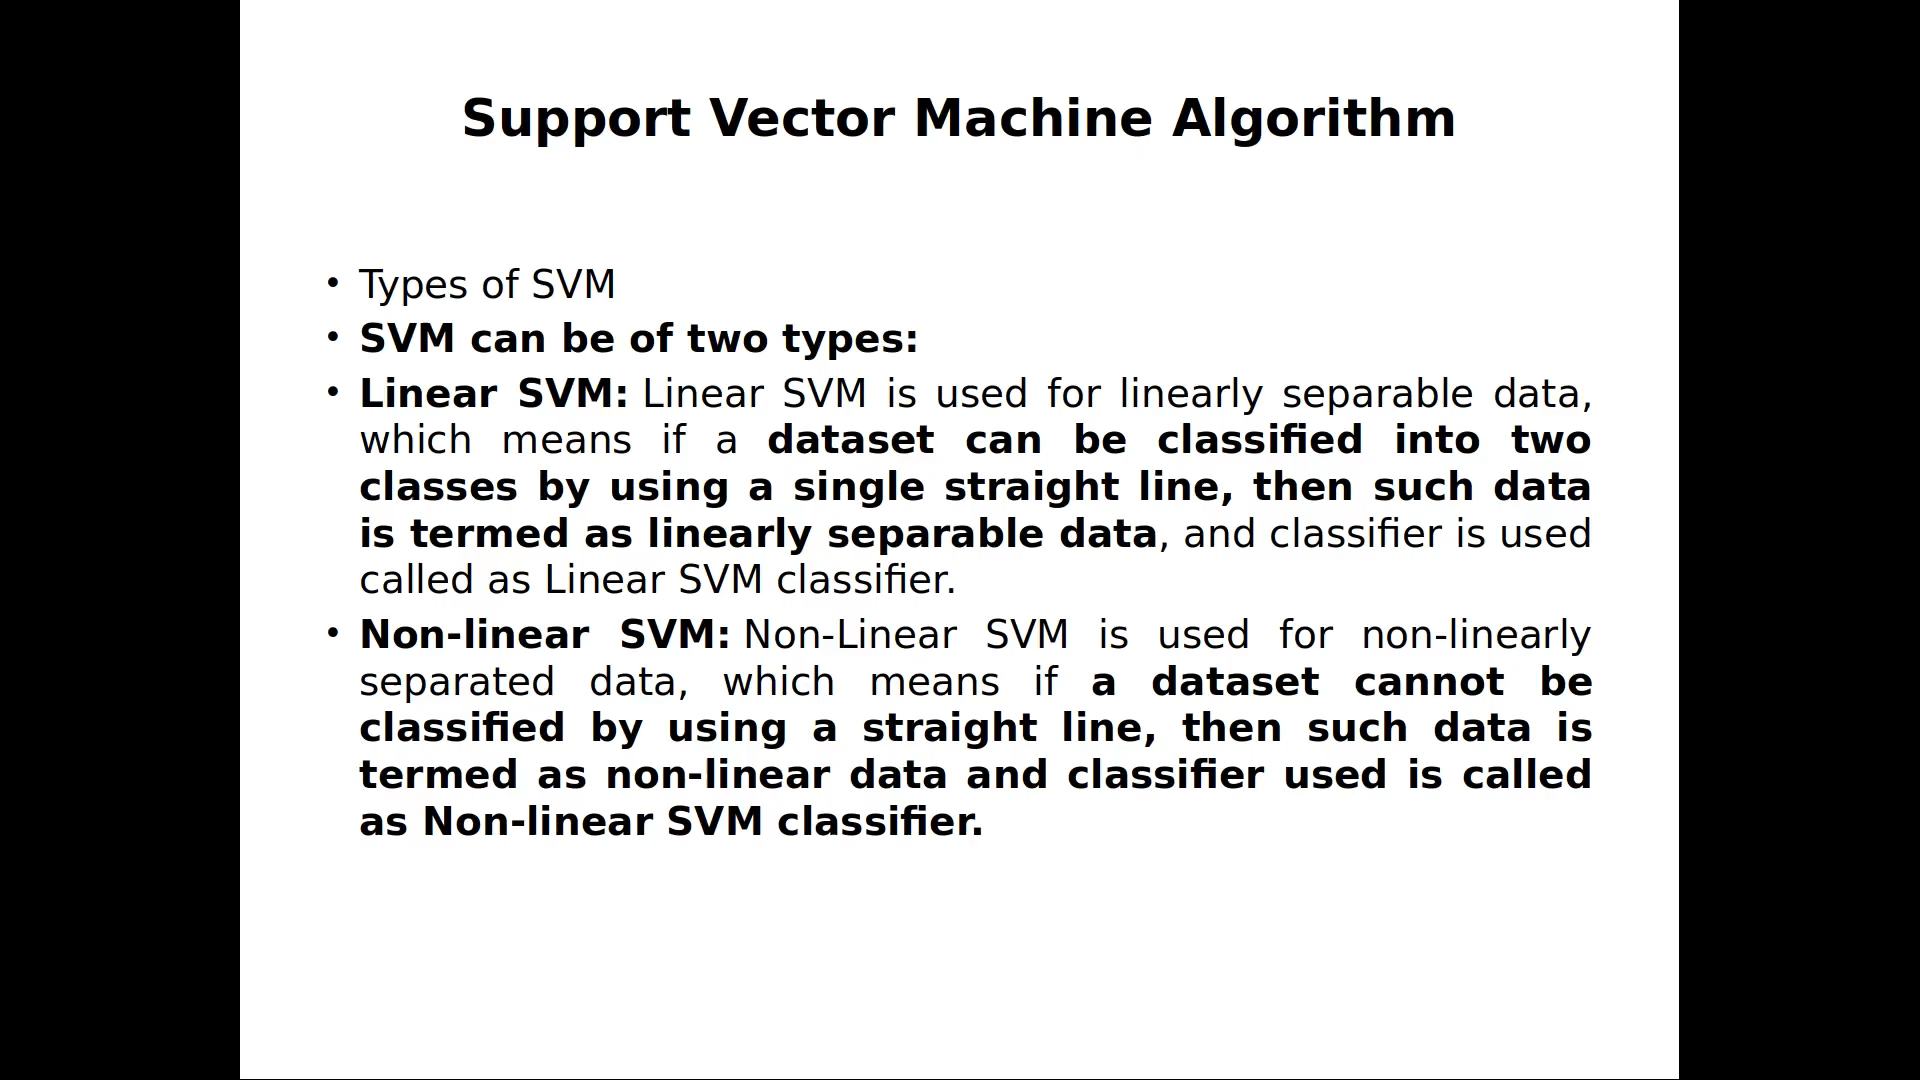 Support Vector Machine Algorithm
• Types of SVM
• SVM can be of two types:
• Linear SVM: Linear SVM is used for linearly separable data,
which means if a dataset can be classified into two
classes by using a single straight line, then such data
is termed as linearly separable data, and classifier is used
called as Linear SVM classifier.
• Non-linear SVM: Non-Linear SVM is used for non-linearly
separated data, which means if a dataset cannot be
classified by using a straight line, then such data is
termed as non-linear data and classifier used is called
as Non-linear SVM classifier.